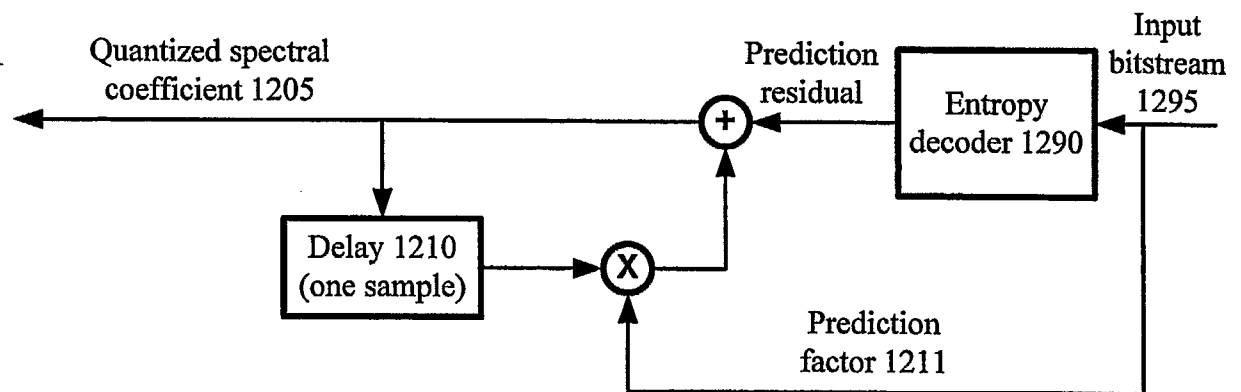 Quantized spectral
coefficient 1205
Prediction
residual
Input
bitstream
1295
Entropy
decoder 1290
+
Delay 1210
(one sample)
X
Prediction
factor 1211